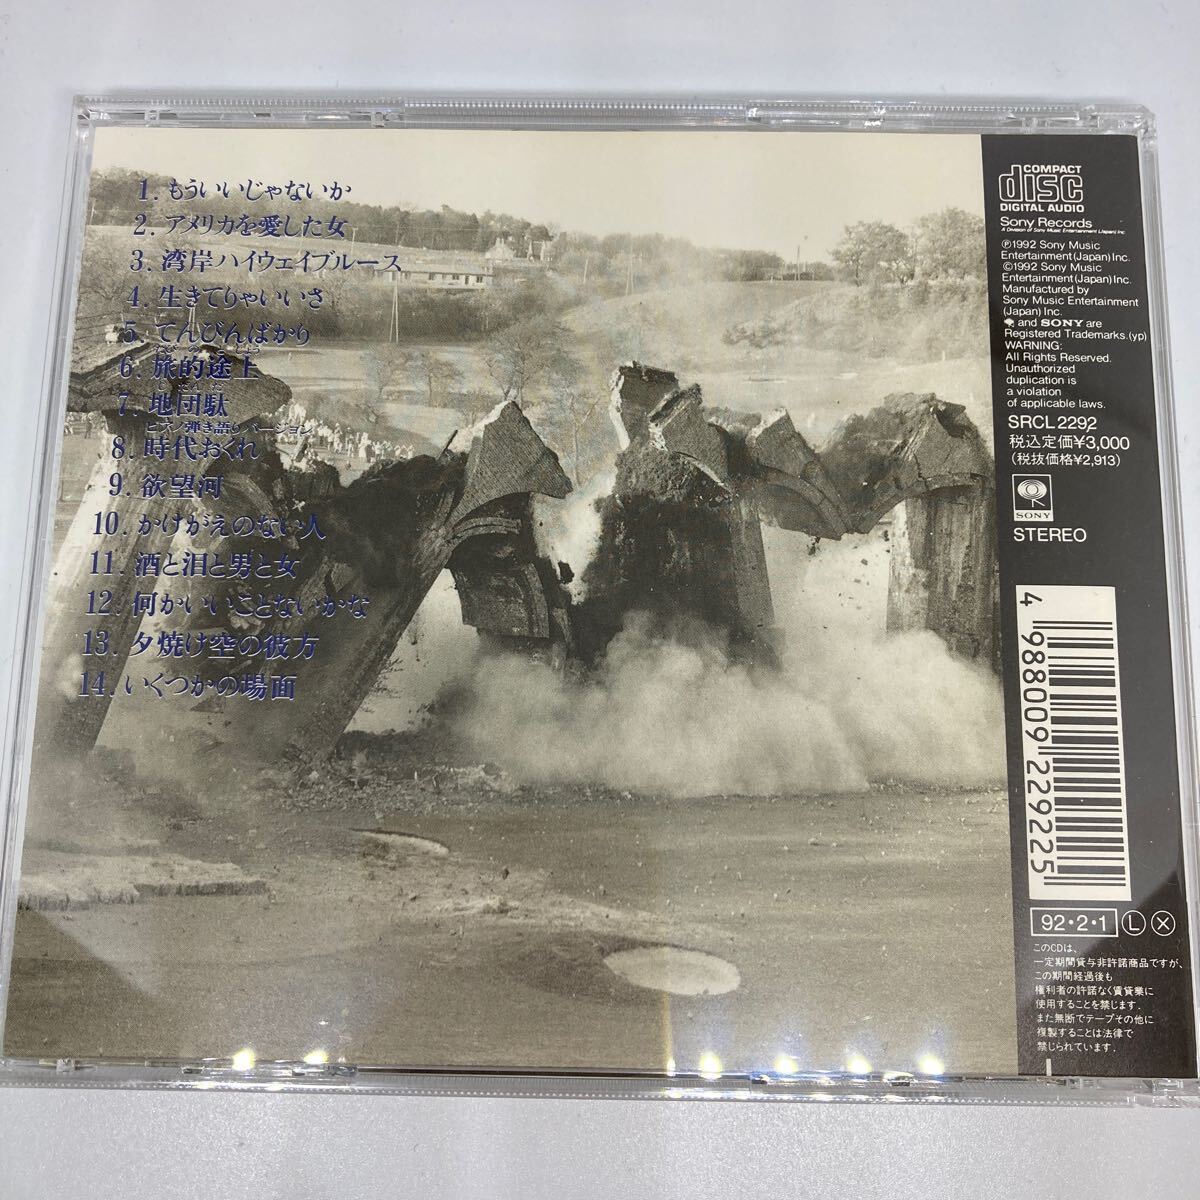 1. もういいじゃないか
2. アメリカを愛した女
3. 湾岸ハイウェイブルース
4. 生きてりゃいいさ
5. てんびんばかり
6. 旅的途上
7. 地団駄
ピアノ弾き語りバージョン
8. 時代おくれ
9. 欲望河
10. かけがえのない人
11. 酒と泪と男と女
12. 何かいいことないかな
13. 夕焼け空の彼方
14. いくつかの場面
COMPACT
disc
DIGITAL AUDIO
Sony Records
A Division of Sony Music Entertainment (Japan) Inc.
Ⓟ1992 Sony Music
Entertainment(Japan)Inc.
©1992 Sony Music
Entertainment(Japan)Inc.
Manufactured by
Sony Music Entertainment
(Japan)Inc.
and SONY are
Registered Trademarks.(yp)
WARNING:
All Rights Reserved.
Unauthorized
duplication is
a violation
of applicable laws.
SRCL 2292
税込定価¥3,000
(税抜価格¥2,913)
SONY
STEREO
4 988009 229225
92・2・1 Ⓛ Ⓧ
このCDは、
一定期間貸与非許諾商品ですが、
この期間経過後も
権利者の許諾なく賃貸業に
使用することを禁じます。
また無断でテープその他に
複製することは法律で
禁じられています。